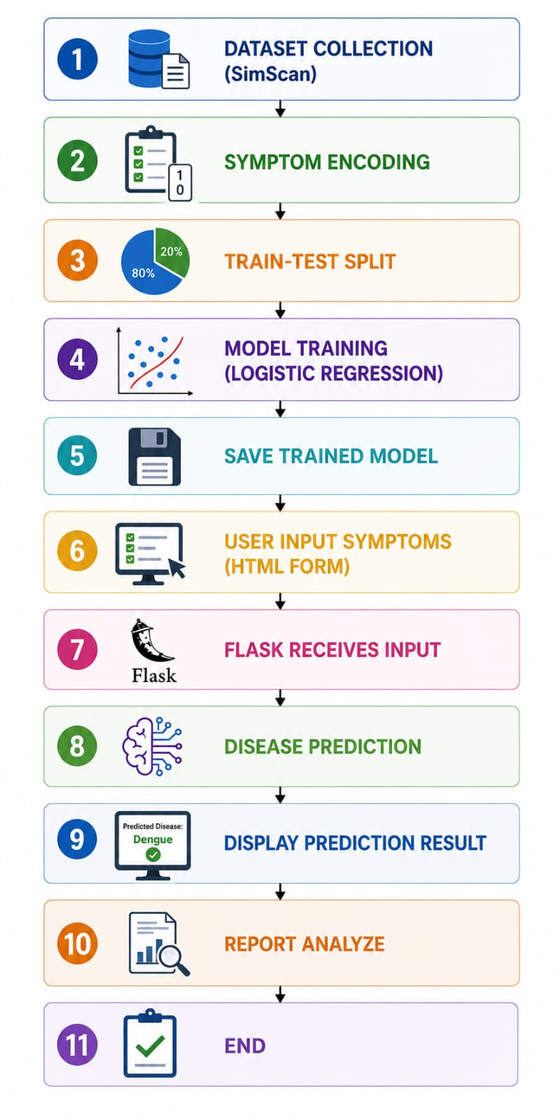 1
DATASET COLLECTION
(SimScan)
2
1
0
SYMPTOM ENCODING
3
20%
80%
TRAIN-TEST SPLIT
4
MODEL TRAINING
(LOGISTIC REGRESSION)
5
SAVE TRAINED MODEL
6
USER INPUT SYMPTOMS
(HTML FORM)
7
Flask
FLASK RECEIVES INPUT
8
DISEASE PREDICTION
9
Predicted Disease:
Dengue
DISPLAY PREDICTION RESULT
10
REPORT ANALYZE
11
END